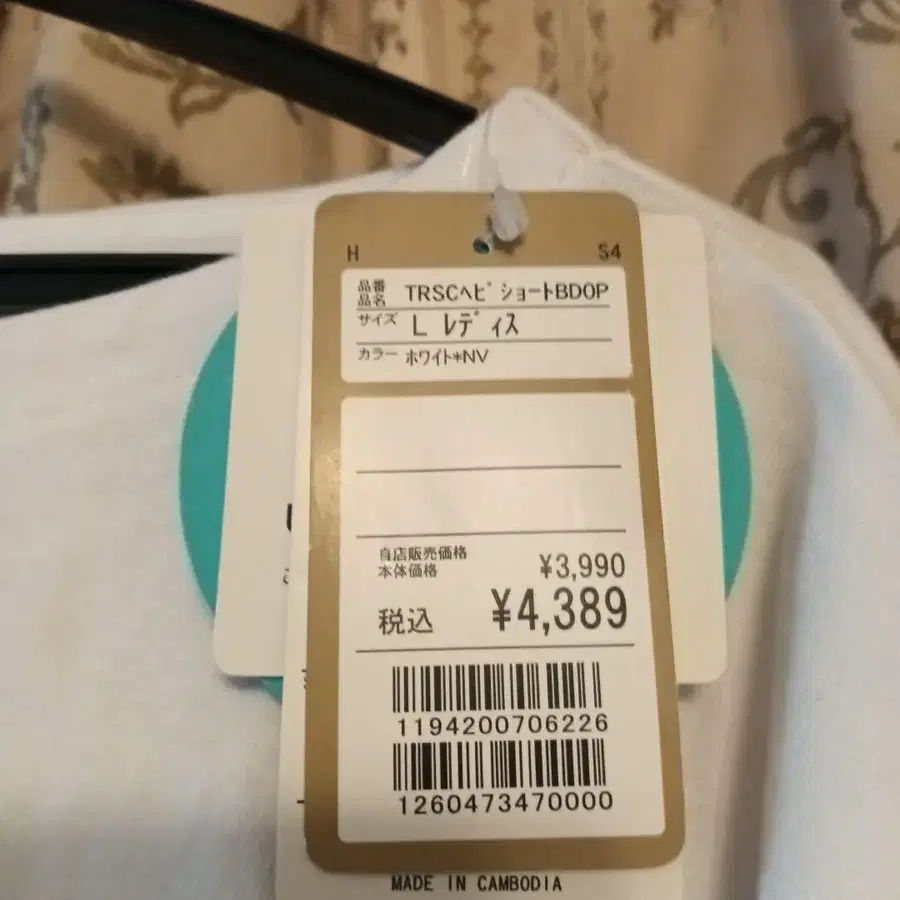 H S4
品番
品名 TRSCヘビショートBDOP
サイズ L レディス
カラー ホワイト*NV
自店販売価格
本体価格 ¥3,990
税込 ¥4,389
1194200706226
1260473470000
MADE IN CAMBODIA